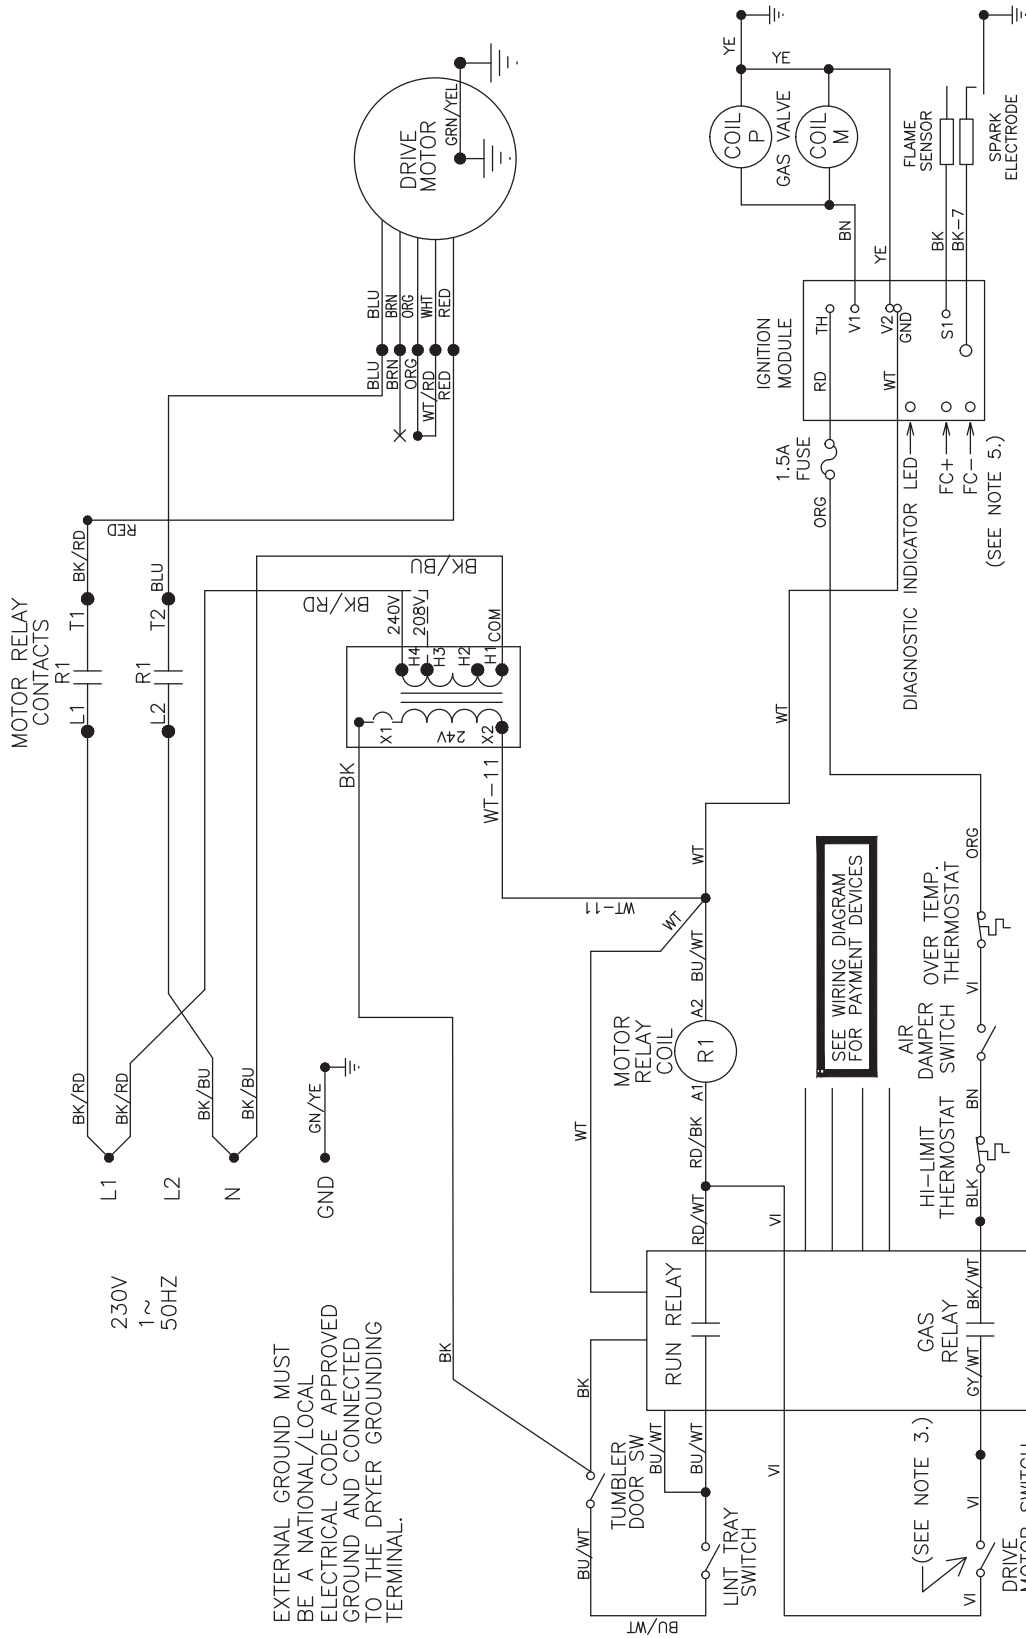 MOTOR RELAY
CONTACTS
L1
R1
T1
BK/RD
RED
L2
R1
T2
BLU
BLU
BLU
BRN
BRN
ORG
ORG
WT/RD
WHT
RED
RED
DRIVE
MOTOR
GRN/YEL
230V
1~
50HZ
L1
BK/RD
BK/RD
L2
BK/BU
N
BK/BU
GND
GN/YE
BK/RD
BK/BU
240V
208V
H4
H3
H2
H1
COM
X1
24V
X2
BK
WT-11
WT-11
EXTERNAL GROUND MUST
BE A NATIONAL/LOCAL
ELECTRICAL CODE APPROVED
GROUND AND CONNECTED
TO THE DRYER GROUNDING
TERMINAL.
BK
BK
BU/WT
TUMBLER
DOOR SW
BU/WT
BU/WT
BU/WT
LINT TRAY
SWITCH
RUN RELAY
RD/WT
RD/BK
A1
R1
A2
MOTOR
RELAY
COIL
BU/WT
WT
WT
WT
WT
VI
VI
SEE WIRING DIAGRAM
FOR PAYMENT DEVICES
(SEE NOTE 3.)
VI
VI
DRIVE
GY/WT
GAS
RELAY
BK/WT
BLK
HI-LIMIT
THERMOSTAT
BN
AIR
DAMPER
SWITCH
VI
OVER TEMP.
THERMOSTAT
ORG
ORG
1.5A
FUSE
RD
IGNITION
MODULE
TH
V1
V2
GND
WT
S1
DIAGNOSTIC INDICATOR LED
FC+
FC-
(SEE NOTE 5.)
BN
YE
BK
BK-7
COIL
P
GAS VALVE
COIL
M
YE
YE
FLAME
SENSOR
SPARK
ELECTRODE